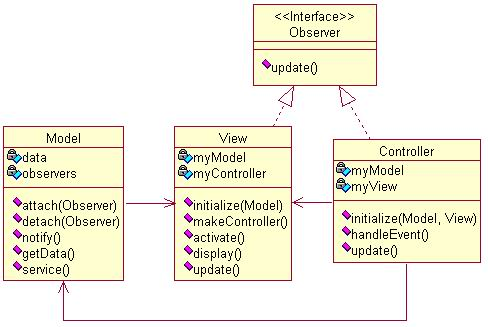 <<Interface>>
Observer
update()
Model
data
observers
attach(Observer)
detach(Observer)
notify()
getData()
service()
View
myModel
myController
initialize(Model)
makeController()
activate()
display()
update()
Controller
myModel
myView
initialize(Model, View)
handleEvent()
update()